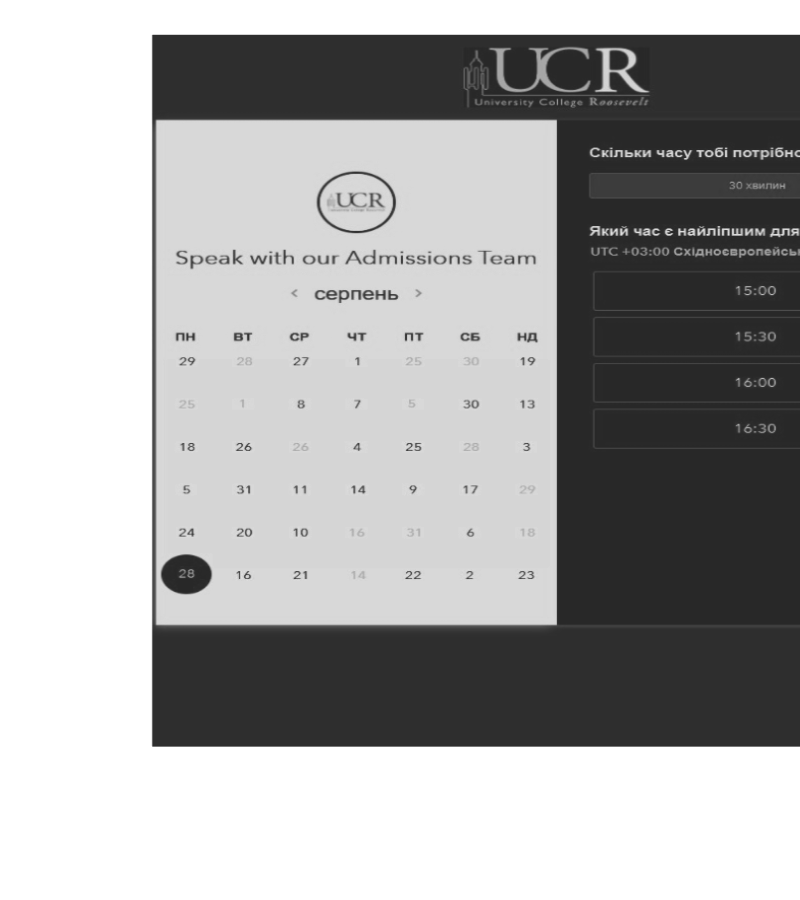 UCR
University College Roosevelt
UCR
Speak with our Admissions Team
‹ серпень ›
ПН ВТ СР ЧТ ПТ СБ НД
29 28 27 1 25 30 19
25 1 8 7 5 30 13
18 26 26 4 25 28 3
5 31 11 14 9 17 29
24 20 10 16 31 6 18
28 16 21 14 22 2 23
Скільки часу тобі потрібно
30 хвилин
Який час є найліпшим для
UTC +03:00 Східноєвропейсь
15:00
15:30
16:00
16:30